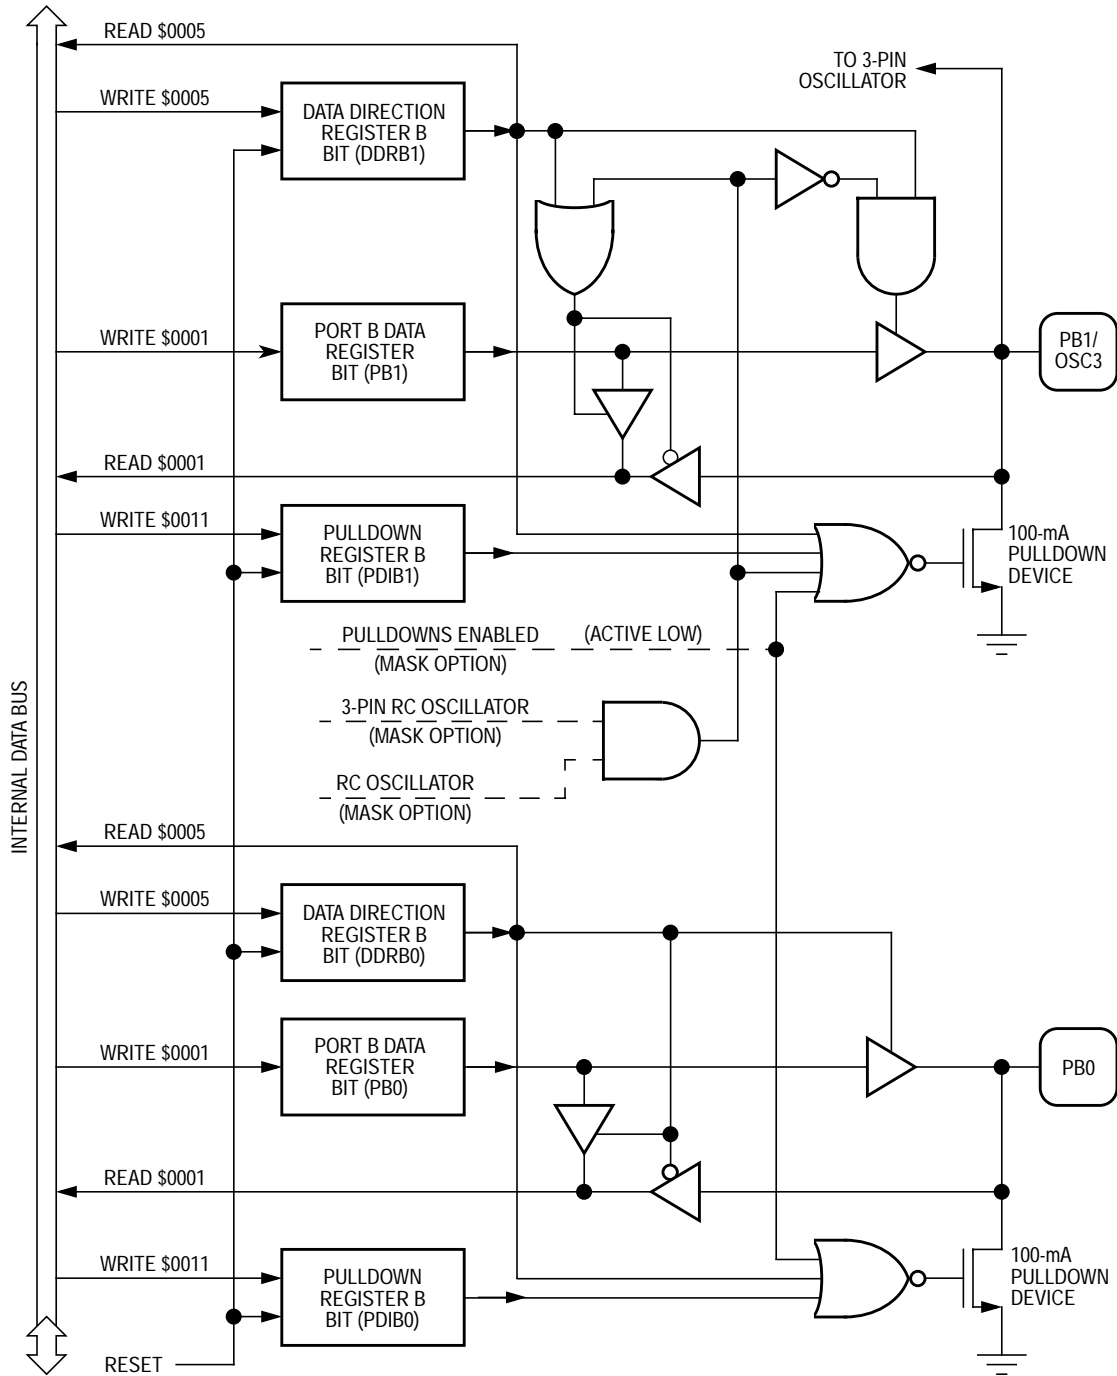 READ $0005
TO 3-PIN
OSCILLATOR
WRITE $0005
DATA DIRECTION
REGISTER B
BIT (DDRB1)
WRITE $0001
PORT B DATA
REGISTER
BIT (PB1)
PB1/
OSC3
READ $0001
WRITE $0011
PULLDOWN
REGISTER B
BIT (PDIB1)
100-mA
PULLDOWN
DEVICE
PULLDOWNS ENABLED (ACTIVE LOW)
(MASK OPTION)
3-PIN RC OSCILLATOR
(MASK OPTION)
RC OSCILLATOR
(MASK OPTION)
INTERNAL DATA BUS
READ $0005
WRITE $0005
DATA DIRECTION
REGISTER B
BIT (DDRB0)
WRITE $0001
PORT B DATA
REGISTER
BIT (PB0)
PB0
READ $0001
WRITE $0011
PULLDOWN
REGISTER B
BIT (PDIB0)
100-mA
PULLDOWN
DEVICE
RESET